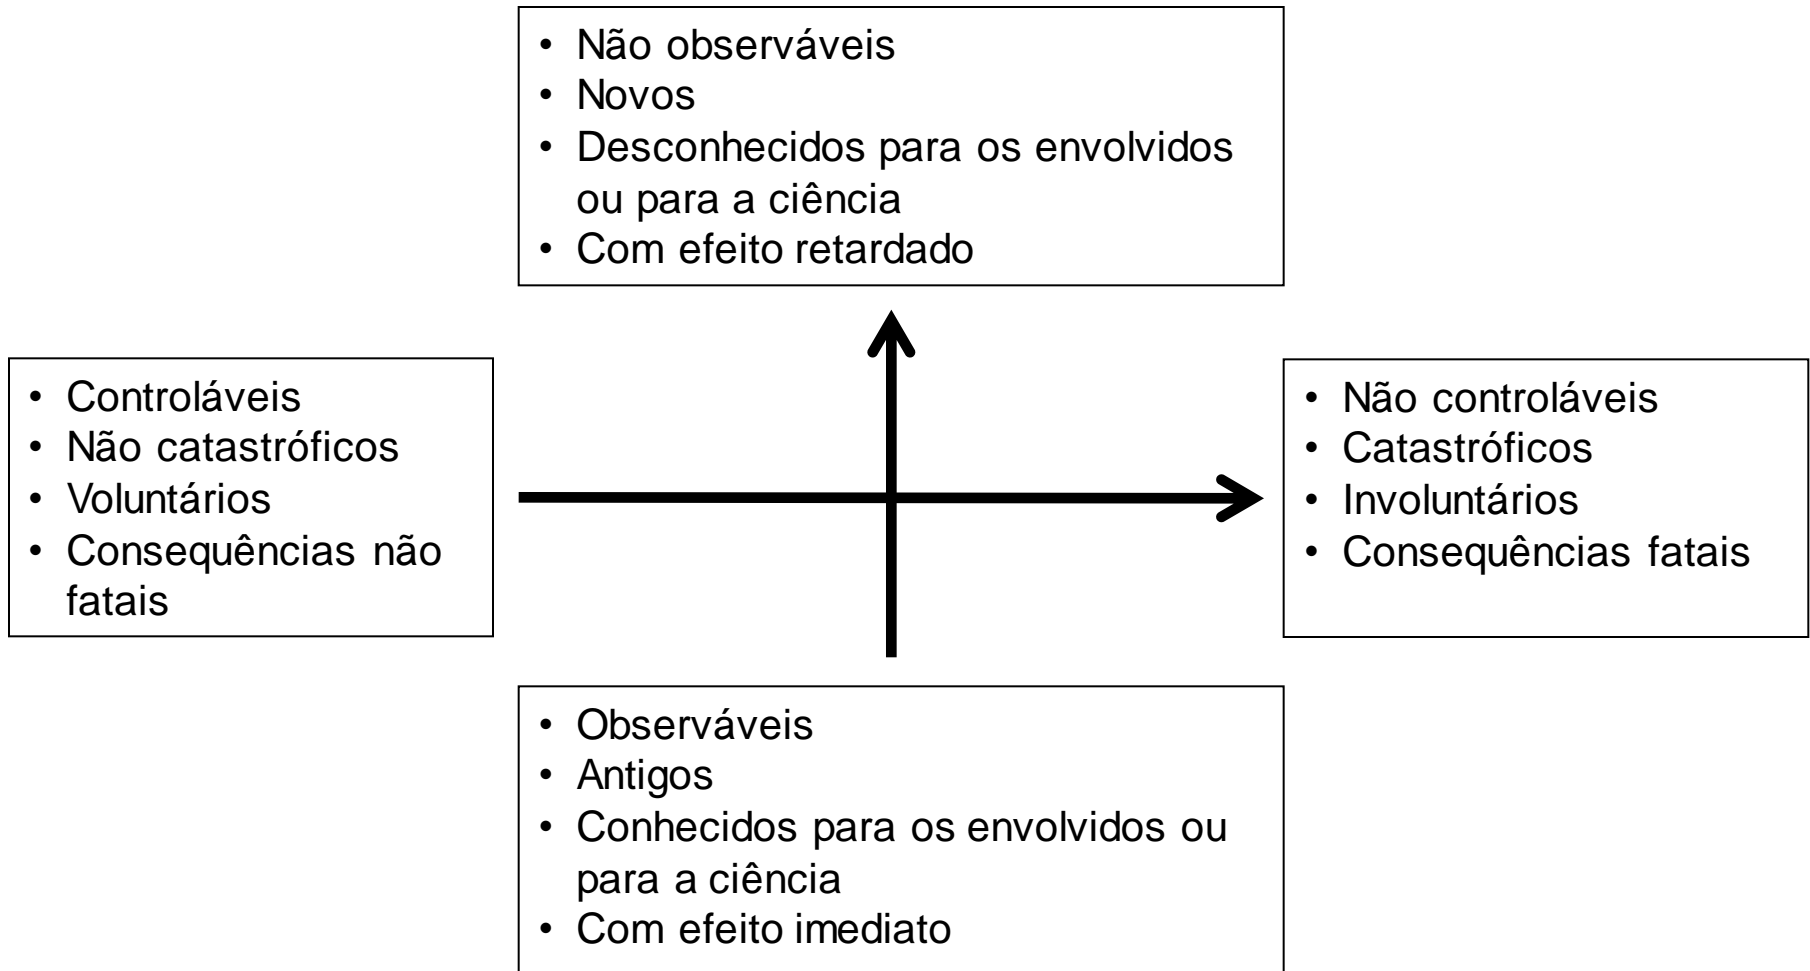 • Não observáveis
• Novos
• Desconhecidos para os envolvidos
ou para a ciência
• Com efeito retardado
• Controláveis
• Não catastróficos
• Voluntários
• Consequências não
fatais
• Não controláveis
• Catastróficos
• Involuntários
• Consequências fatais
• Observáveis
• Antigos
• Conhecidos para os envolvidos ou
para a ciência
• Com efeito imediato